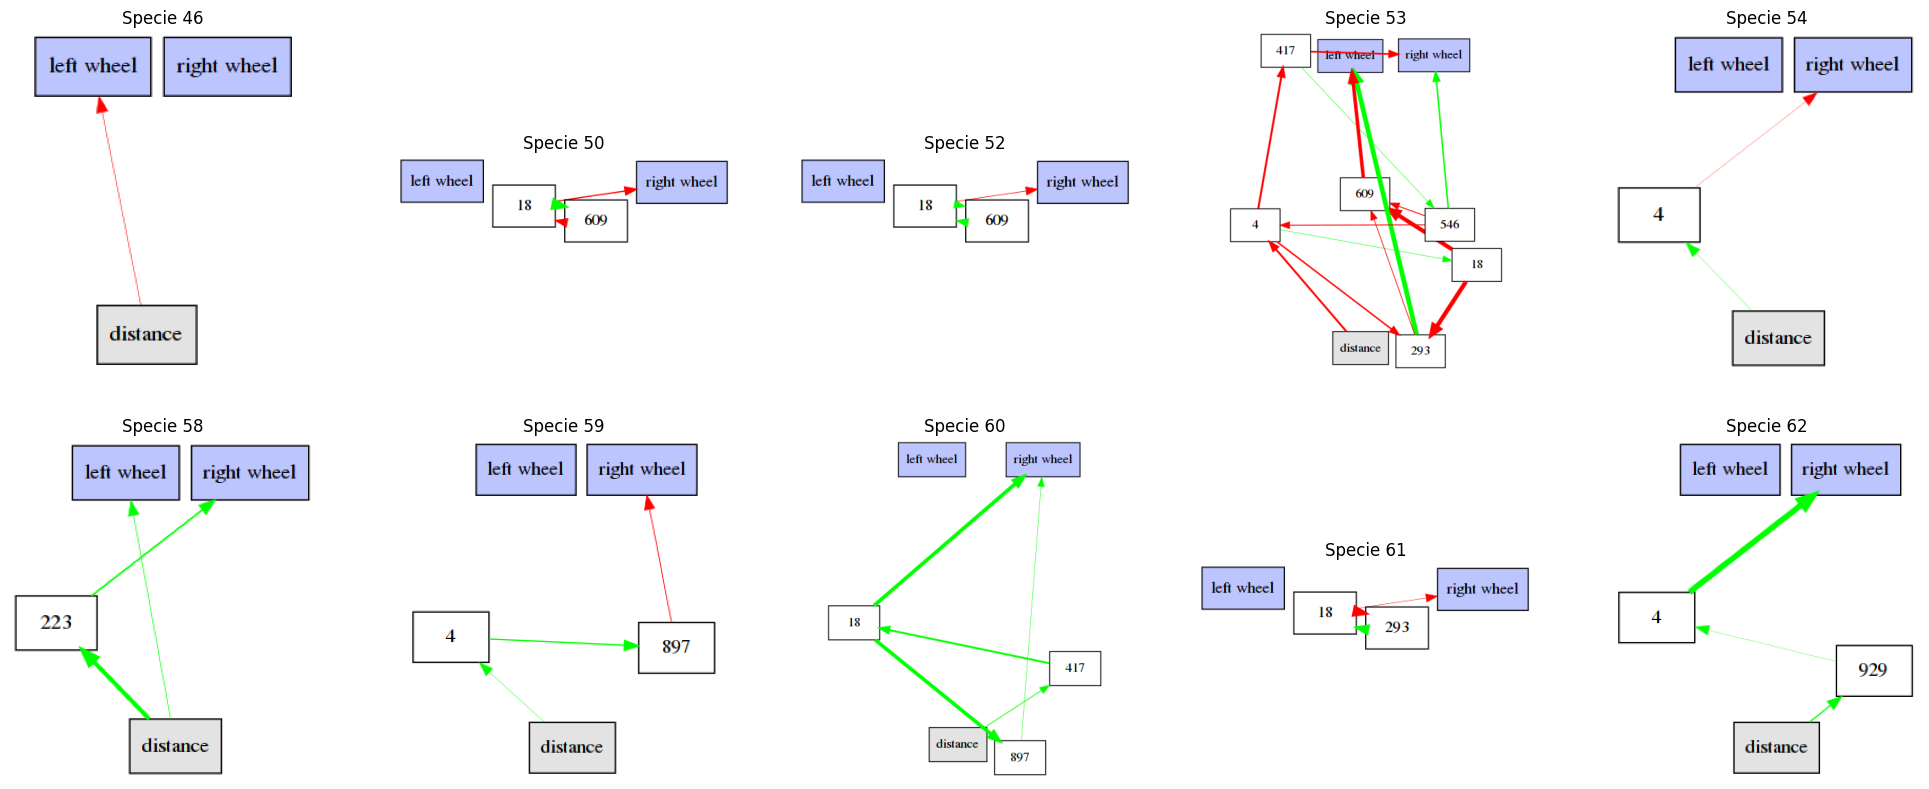 Specie 46
left wheel
right wheel
distance
Specie 50
left wheel
right wheel
18
609
Specie 52
left wheel
right wheel
18
609
Specie 53
417
left wheel
right wheel
609
4
546
18
distance
293
Specie 54
left wheel
right wheel
4
distance
Specie 58
left wheel
right wheel
223
distance
Specie 59
left wheel
right wheel
4
897
distance
Specie 60
left wheel
right wheel
18
417
distance
897
Specie 61
left wheel
right wheel
18
293
Specie 62
left wheel
right wheel
4
929
distance